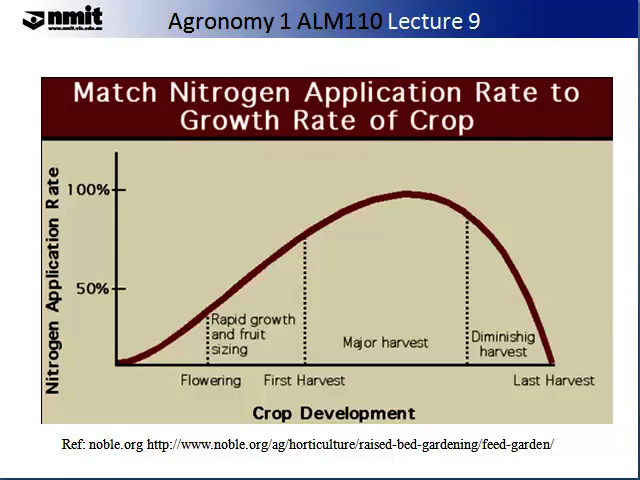 nmit
www.nmit.vic.edu.au
Agronomy 1 ALM110 Lecture 9
Match Nitrogen Application Rate to
Growth Rate of Crop
Nitrogen Application Rate
100%
50%
Rapid growth
and fruit
sizing
Major harvest
Diminishig
harvest
Flowering
First Harvest
Last Harvest
Crop Development
Ref: noble.org http://www.noble.org/ag/horticulture/raised-bed-gardening/feed-garden/